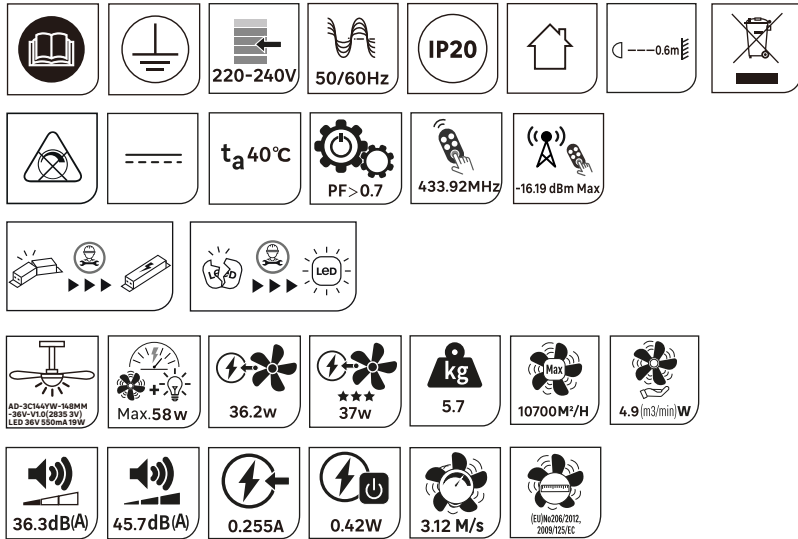 220-240V
50/60Hz
IP20
0.6m
ta40℃
PF>0.7
433.92MHz
-16.19 dBm Max
LED
LED
AD-3C144YW-148MM
-36V-V1.0(2835 3V)
LED 36V 550mA 19W
Max.58w
36.2w
37w
kg
5.7
Max
10700M²/H
4.9(m3/min)W
36.3dB(A)
45.7dB(A)
0.255A
0.42W
3.12 M/s
(EU)No206/2012,
2009/125/EC